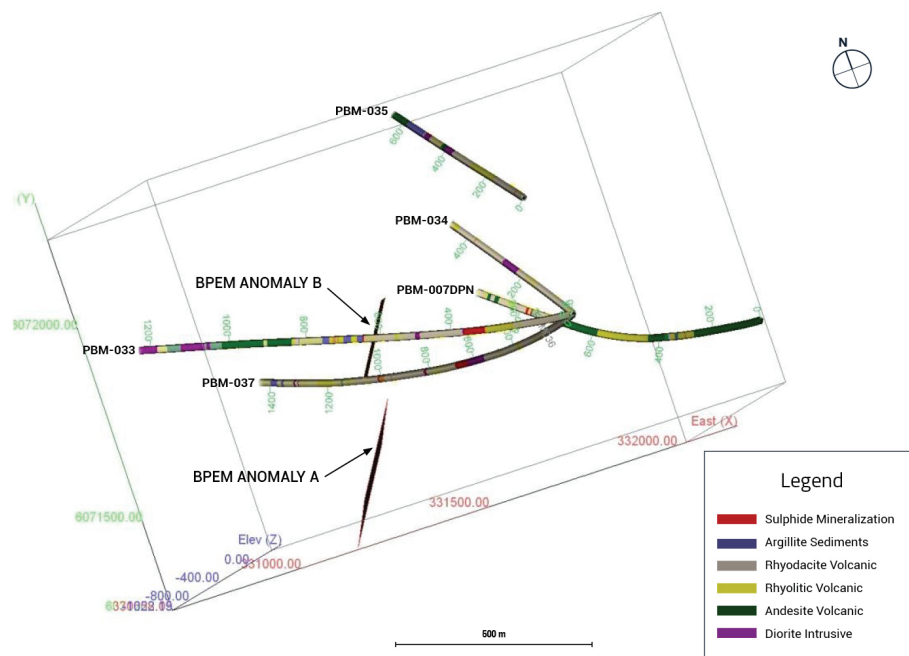 N
PBM-035
600
400
200
0
(Y)
PBM-034
400
200
PBM-007DPN
BPEM ANOMALY B
6072000.00
1200
1000
800
400
200
0
600
400
PBM-033
PBM-037
1400
1200
1000
800
600
BPEM ANOMALY A
East (X)
332000.00
331500.00
331000.00
6071500.00
Elev (Z)
0.00
-400.00
-800.00
500 m
Legend
Sulphide Mineralization
Argillite Sediments
Rhyodacite Volcanic
Rhyolitic Volcanic
Andesite Volcanic
Diorite Intrusive